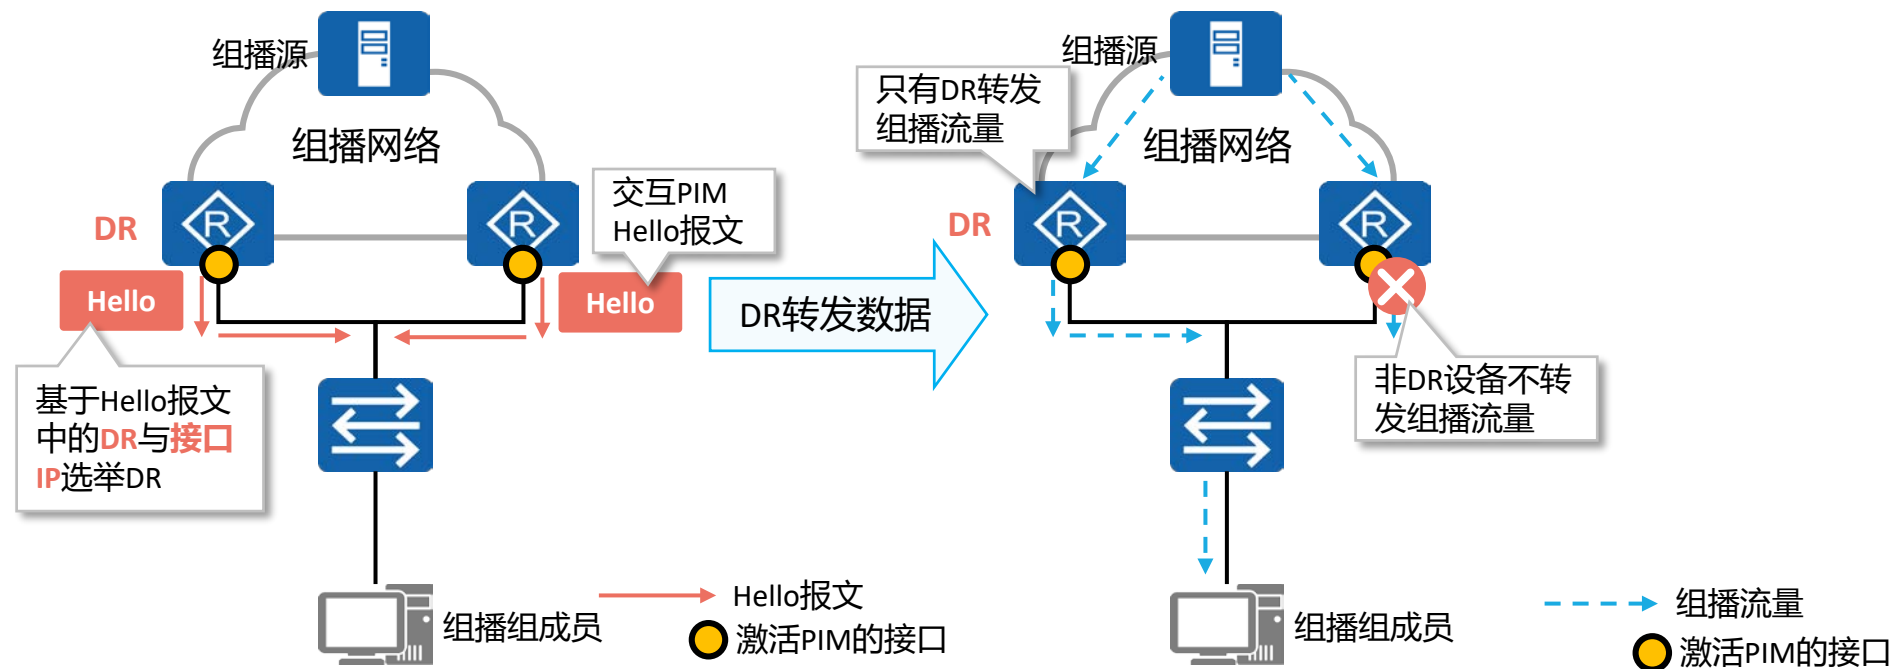 组播源
组播网络
交互PIM
Hello报文
DR
Hello
Hello
基于Hello报文
中的DR与接口
IP选举DR
组播组成员
Hello报文
激活PIM的接口
DR转发数据
组播源
只有DR转发
组播流量
组播网络
DR
R
R
R
R
非DR设备不转
发组播流量
组播组成员
组播流量
激活PIM的接口